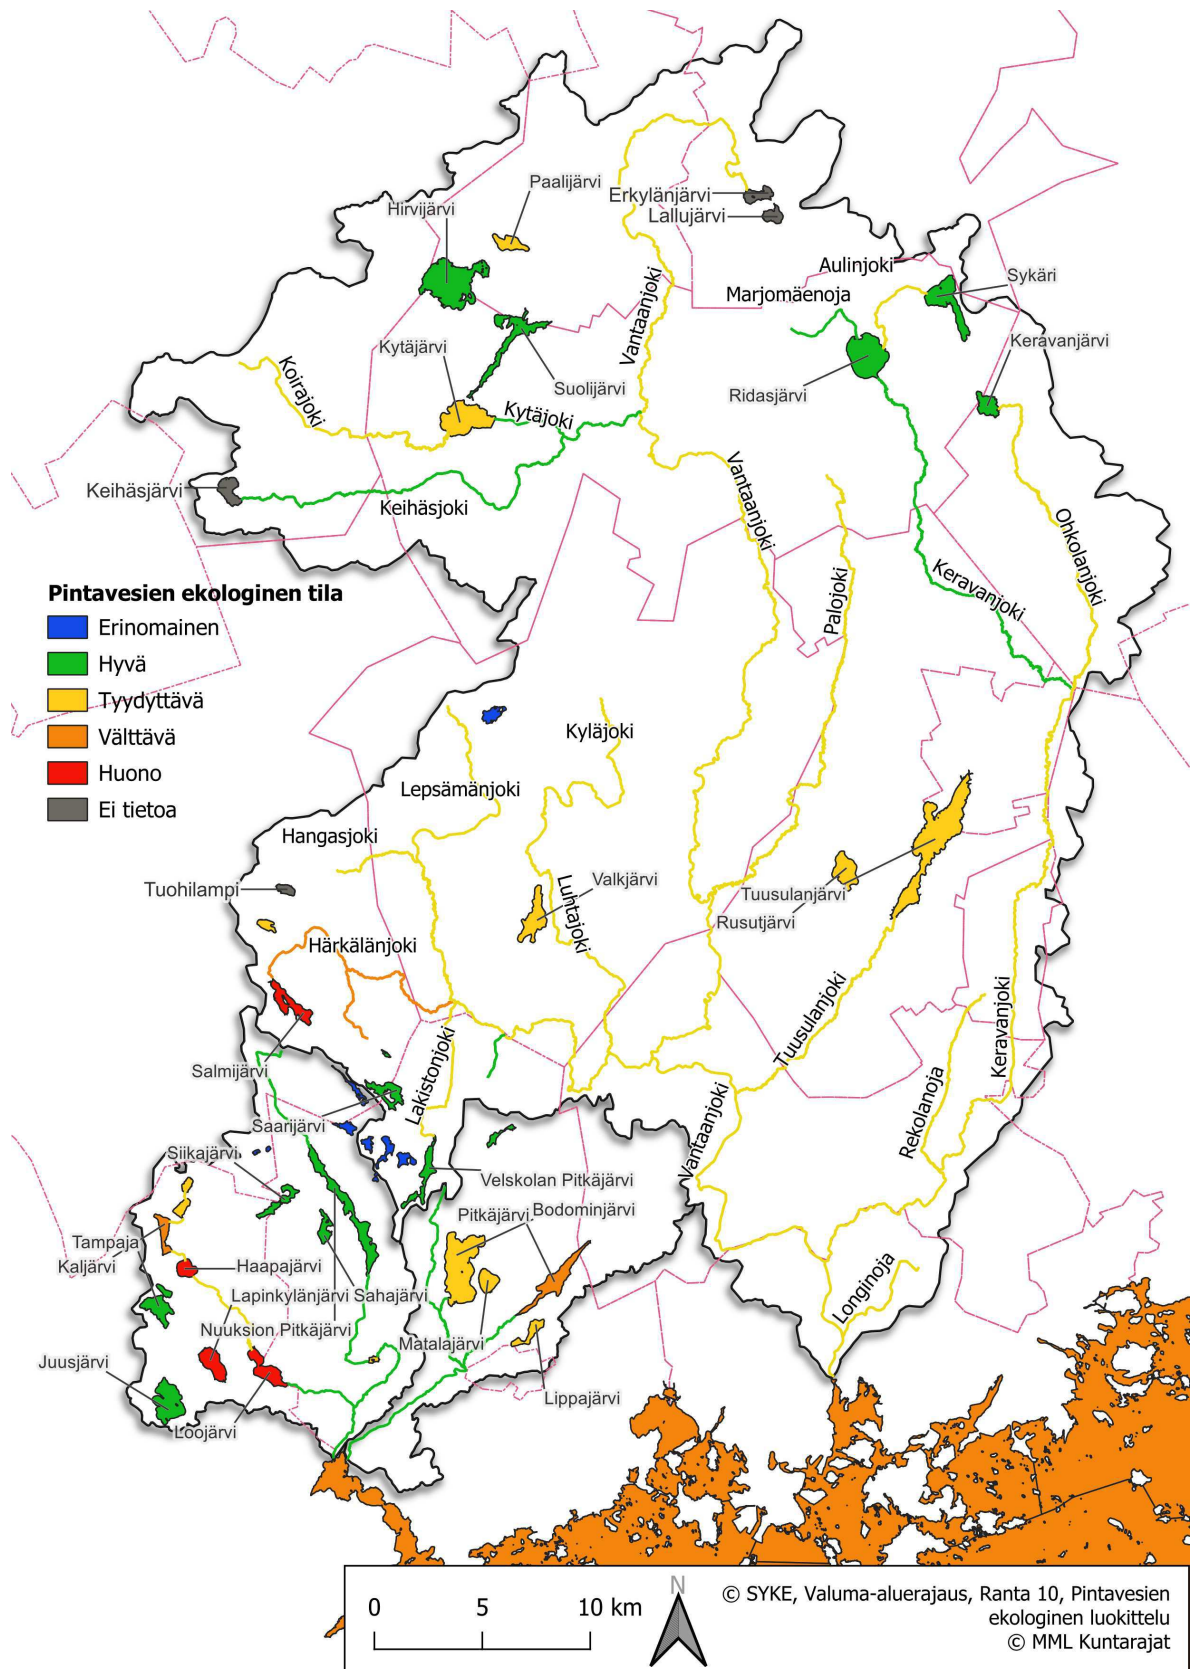 Paalijärvi
Hirvijärvi
Erkylänjärvi
Lallujärvi
Aulinjoki
Sykäri
Marjomäenoja
Vantaanjoki
Keravanjärvi
Kytäjärvi
Koirajoki
Suolijärvi
Ridasjärvi
Kytäjoki
Keihäsjärvi
Keihäsjoki
Vantaanjoki
Ohkolanjoki
Palojoki
Keravanjoki
Pintavesien ekologinen tila
Erinomainen
Hyvä
Tyydyttävä
Välttävä
Huono
Ei tietoa
Kyläjoki
Lepsämänjoki
Hangasjoki
Tuohilampi
Valkjärvi
Luhtajoki
Tuusulanjärvi
Rusutjärvi
Härkälänjoki
Tuusulanjoki
Keravanjoki
Salmijärvi
Lakistonjoki
Rekolanoja
Saarijärvi
Vantaanjoki
Siikajärvi
Velskolan Pitkäjärvi
Pitkäjärvi
Bodominjärvi
Tampaja
Kaljärvi
Haapajärvi
Longinoja
Lapinkylänjärvi
Sahajärvi
Nuuksion Pitkäjärvi
Matalajärvi
Juusjärvi
Lippajärvi
Loojärvi
N
0 5 10 km
© SYKE, Valuma-aluerajaus, Ranta 10, Pintavesien
ekologinen luokittelu
© MML Kuntarajat